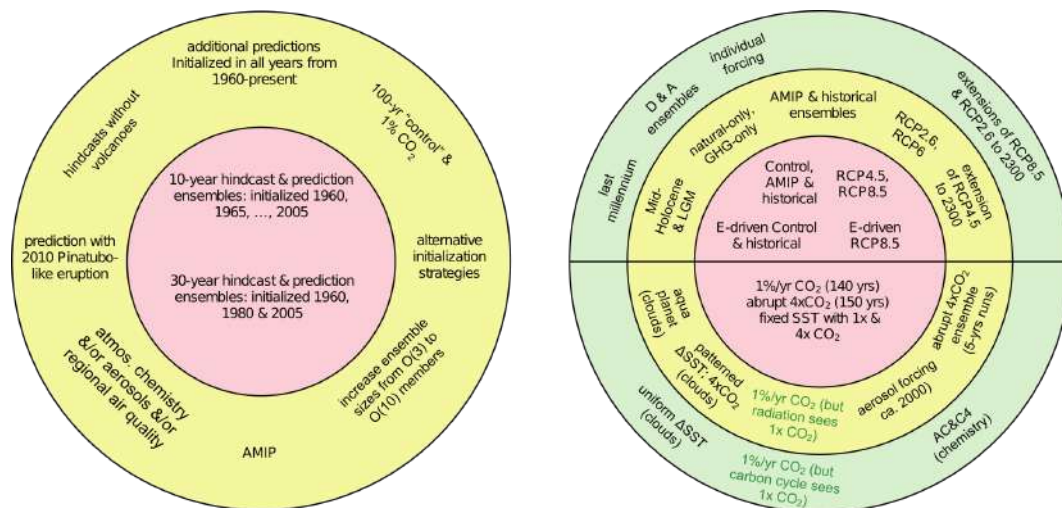 additional predictions
Initialized in all years from
1960-present
hindcasts without
volcanoes
100-yr "control" &
1% CO₂
10-year hindcast & prediction
ensembles: initialized 1960,
1965, ..., 2005
prediction with
2010 Pinatubo-
like eruption
alternative
initialization
strategies
30-year hindcast & prediction
ensembles: initialized 1960,
1980 & 2005
atmos. chemistry
&/or aerosols &/or
regional air quality
increase ensemble
sizes from O(3) to
O(10) members
AMIP
individual
forcing
D & A
ensembles
last
millennium
extensions of RCP8.5
& RCP2.6 to 2300
AMIP & historical
ensembles
natural-only,
GHG-only
Mid-
Holocene
& LGM
RCP2.6,
RCP6
extension
of RCP4.5
to 2300
Control,
AMIP &
historical
RCP4.5,
RCP8.5
E-driven Control
& historical
E-driven
RCP8.5
1%/yr CO₂ (140 yrs)
abrupt 4xCO₂ (150 yrs)
fixed SST with 1x &
4x CO₂
aqua
planet
(clouds)
patterned
ΔSST; 4xCO₂
(clouds)
1%/yr CO₂ (but
radiation sees
1x CO₂)
aerosol forcing
ca. 2000)
abrupt 4xCO₂
ensemble
(5-yrs runs)
uniform ΔSST
(clouds)
1%/yr CO₂ (but
carbon cycle sees
1x CO₂)
AC&C4
(chemistry)